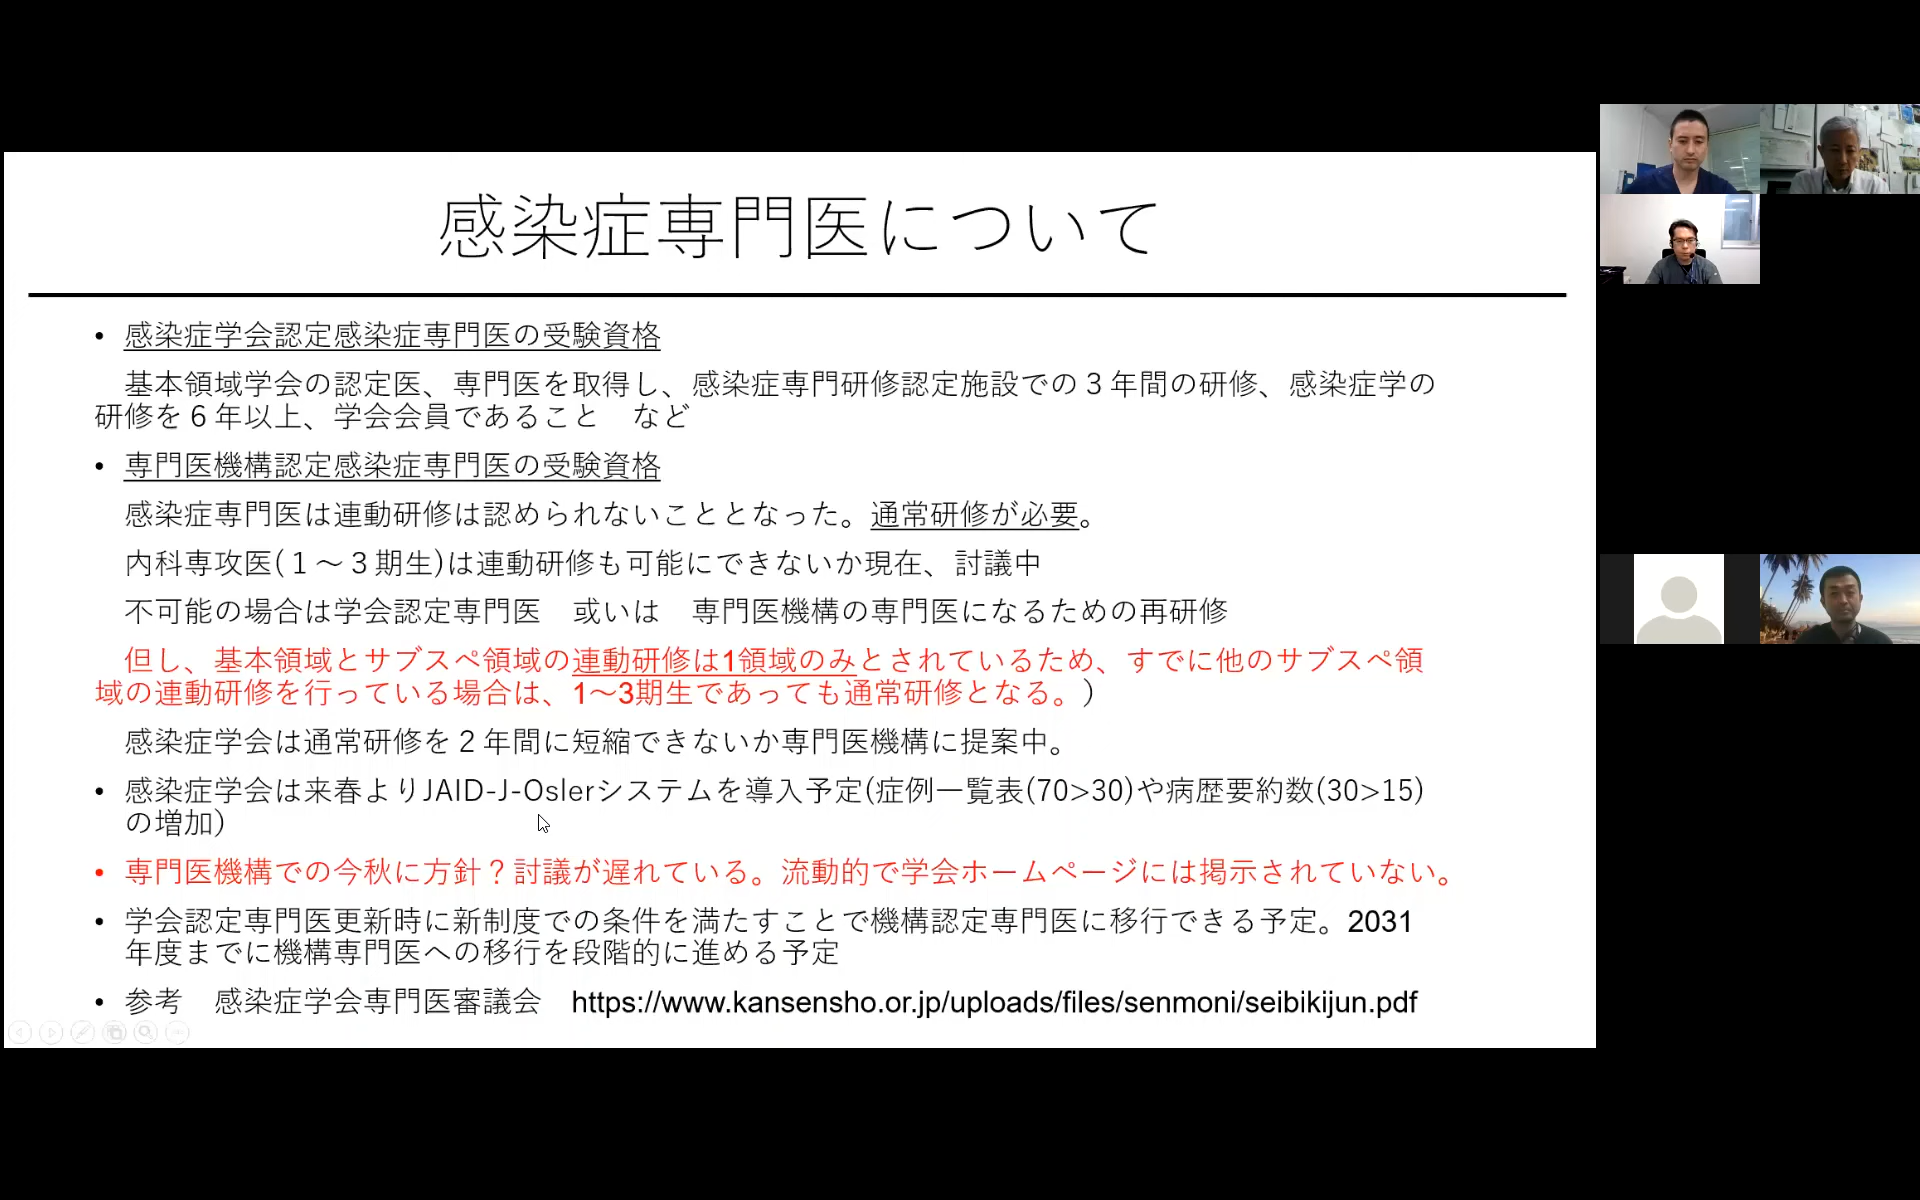 感染症専門医について
• 感染症学会認定感染症専門医の受験資格
基本領域学会の認定医、専門医を取得し、感染症専門研修認定施設での３年間の研修、感染症学の
研修を６年以上、学会会員であること　など
• 専門医機構認定感染症専門医の受験資格
感染症専門医は連動研修は認められないこととなった。通常研修が必要。
内科専攻医(１～３期生)は連動研修も可能にできないか現在、討議中
不可能の場合は学会認定専門医　或いは　専門医機構の専門医になるための再研修
但し、基本領域とサブスペ領域の連動研修は1領域のみとされているため、すでに他のサブスペ領
域の連動研修を行っている場合は、1～3期生であっても通常研修となる。）
感染症学会は通常研修を２年間に短縮できないか専門医機構に提案中。
• 感染症学会は来春よりJAID-J-Oslerシステムを導入予定(症例一覧表(70>30)や病歴要約数(30>15)
の増加)
• 専門医機構での今秋に方針？討議が遅れている。流動的で学会ホームページには掲示されていない。
• 学会認定専門医更新時に新制度での条件を満たすことで機構認定専門医に移行できる予定。2031
年度までに機構専門医への移行を段階的に進める予定
• 参考　感染症学会専門医審議会　https://www.kansensho.or.jp/uploads/files/senmoni/seibikijun.pdf